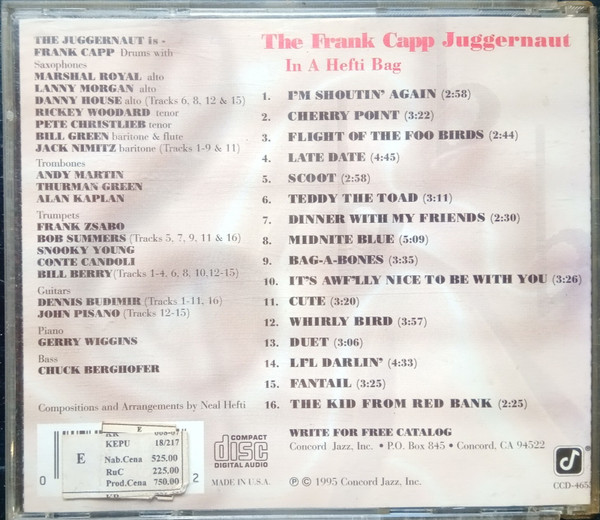 THE JUGGERNAUT is -
FRANK CAPP Drums with
Saxophones
MARSHAL ROYAL alto
LANNY MORGAN alto
DANNY HOUSE alto (Tracks 6, 8, 12 & 15)
RICKEY WOODARD tenor
PETE CHRISTLIEB tenor
BILL GREEN baritone & flute
JACK NIMITZ baritone (Tracks 1-9 & 11)
Trombones
ANDY MARTIN
THURMAN GREEN
ALAN KAPLAN
Trumpets
FRANK ZSABO
BOB SUMMERS (Tracks 5, 7, 9, 11 & 16)
SNOOKY YOUNG
CONTE CANDOLI
BILL BERRY (Tracks 1-4, 6, 8, 10, 12-15)
Guitars
DENNIS BUDIMIR (Tracks 1-11, 16)
JOHN PISANO (Tracks 12-15)
Piano
GERRY WIGGINS
Bass
CHUCK BERGHOFER
Compositions and Arrangements by Neal Hefti
The Frank Capp Juggernaut
In A Hefti Bag
1. I'M SHOUTIN' AGAIN (2:58)
2. CHERRY POINT (3:22)
3. FLIGHT OF THE FOO BIRDS (2:44)
4. LATE DATE (4:45)
5. SCOOT (2:58)
6. TEDDY THE TOAD (3:11)
7. DINNER WITH MY FRIENDS (2:30)
8. MIDNITE BLUE (5:09)
9. BAG-A-BONES (3:35)
10. IT'S AWF'LLY NICE TO BE WITH YOU (3:26)
11. CUTE (3:20)
12. WHIRLY BIRD (3:57)
13. DUET (3:06)
14. LI'L DARLIN' (4:33)
15. FANTAIL (3:25)
16. THE KID FROM RED BANK (2:25)
WRITE FOR FREE CATALOG
Concord Jazz, Inc. • P.O. Box 845 • Concord, CA 94522
E
KEPU 18/217
E
Nab.Cena 525.00
RuC 225.00
Prod.Cena 750.00
0
2
COMPACT
disc
DIGITAL AUDIO
MADE IN U.S.A.
℗ © 1995 Concord Jazz, Inc.
CCD-4655